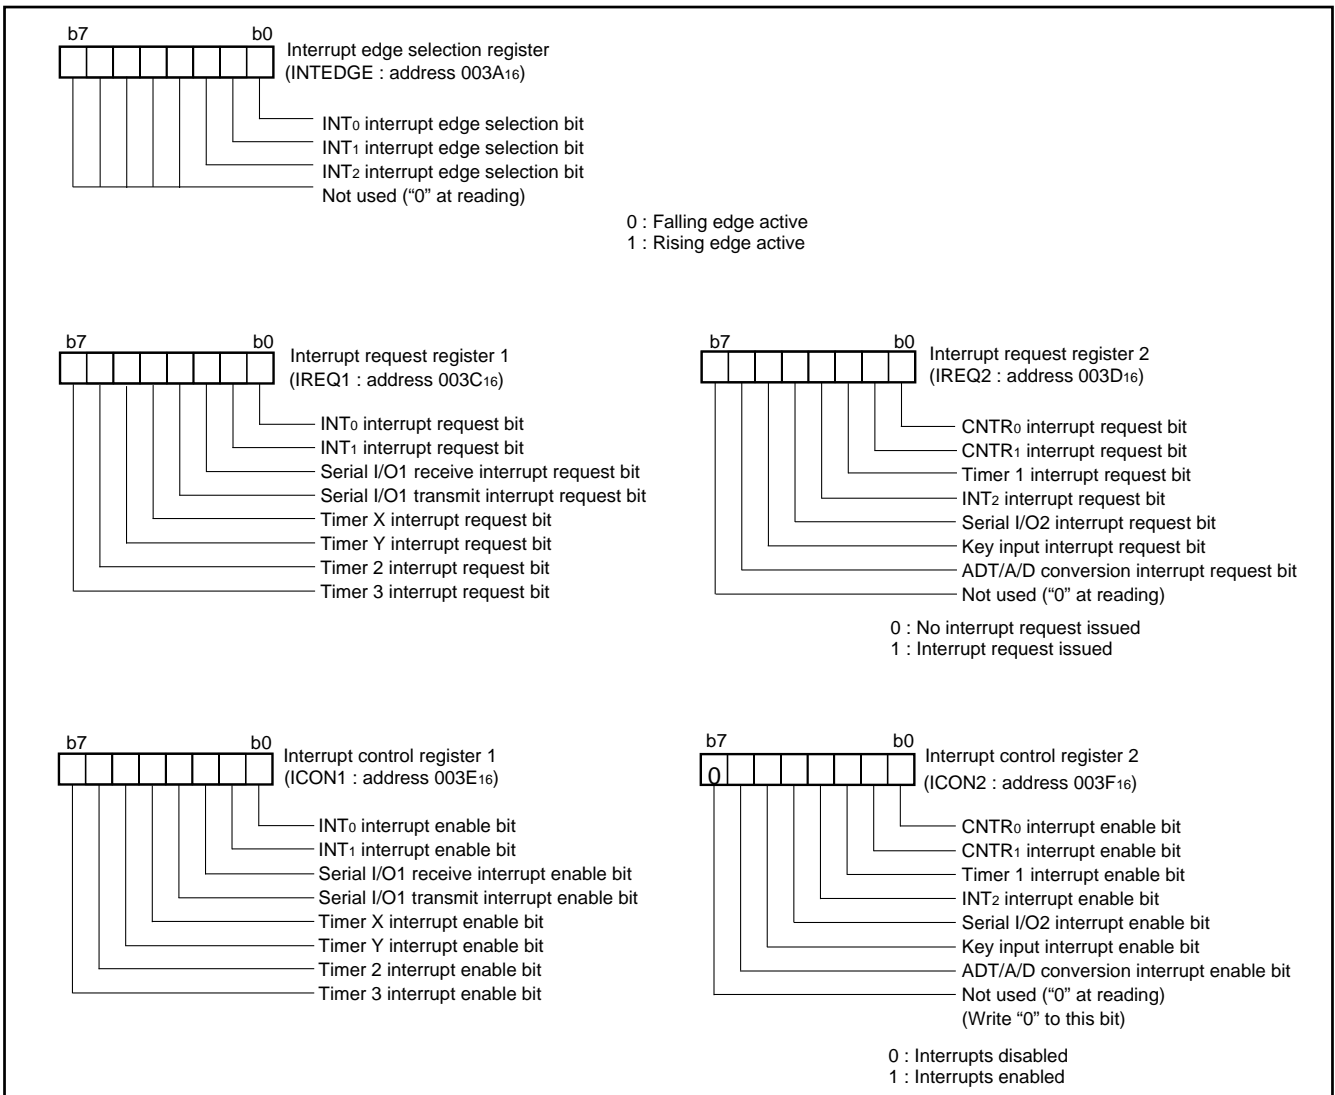 b7 b0
Interrupt edge selection register
(INTEDGE : address 003A16)
INT0 interrupt edge selection bit
INT1 interrupt edge selection bit
INT2 interrupt edge selection bit
Not used (“0” at reading)
0 : Falling edge active
1 : Rising edge active
b7 b0
Interrupt request register 1
(IREQ1 : address 003C16)
INT0 interrupt request bit
INT1 interrupt request bit
Serial I/O1 receive interrupt request bit
Serial I/O1 transmit interrupt request bit
Timer X interrupt request bit
Timer Y interrupt request bit
Timer 2 interrupt request bit
Timer 3 interrupt request bit
b7 b0
Interrupt request register 2
(IREQ2 : address 003D16)
CNTR0 interrupt request bit
CNTR1 interrupt request bit
Timer 1 interrupt request bit
INT2 interrupt request bit
Serial I/O2 interrupt request bit
Key input interrupt request bit
ADT/A/D conversion interrupt request bit
Not used (“0” at reading)
0 : No interrupt request issued
1 : Interrupt request issued
b7 b0
Interrupt control register 1
(ICON1 : address 003E16)
INT0 interrupt enable bit
INT1 interrupt enable bit
Serial I/O1 receive interrupt enable bit
Serial I/O1 transmit interrupt enable bit
Timer X interrupt enable bit
Timer Y interrupt enable bit
Timer 2 interrupt enable bit
Timer 3 interrupt enable bit
b7 b0
Interrupt control register 2
0
(ICON2 : address 003F16)
CNTR0 interrupt enable bit
CNTR1 interrupt enable bit
Timer 1 interrupt enable bit
INT2 interrupt enable bit
Serial I/O2 interrupt enable bit
Key input interrupt enable bit
ADT/A/D conversion interrupt enable bit
Not used (“0” at reading)
(Write “0” to this bit)
0 : Interrupts disabled
1 : Interrupts enabled